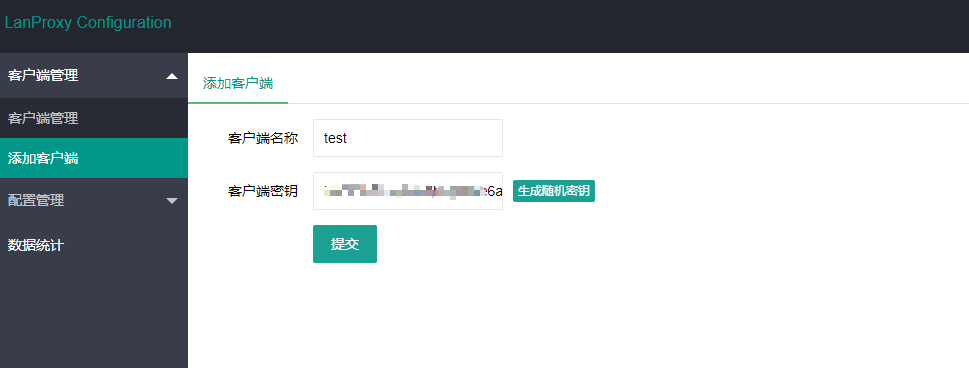 LanProxy Configuration
客户端管理
客户端管理
添加客户端
配置管理
数据统计
添加客户端
客户端名称 test
客户端密钥 e6a 生成随机密钥
提交